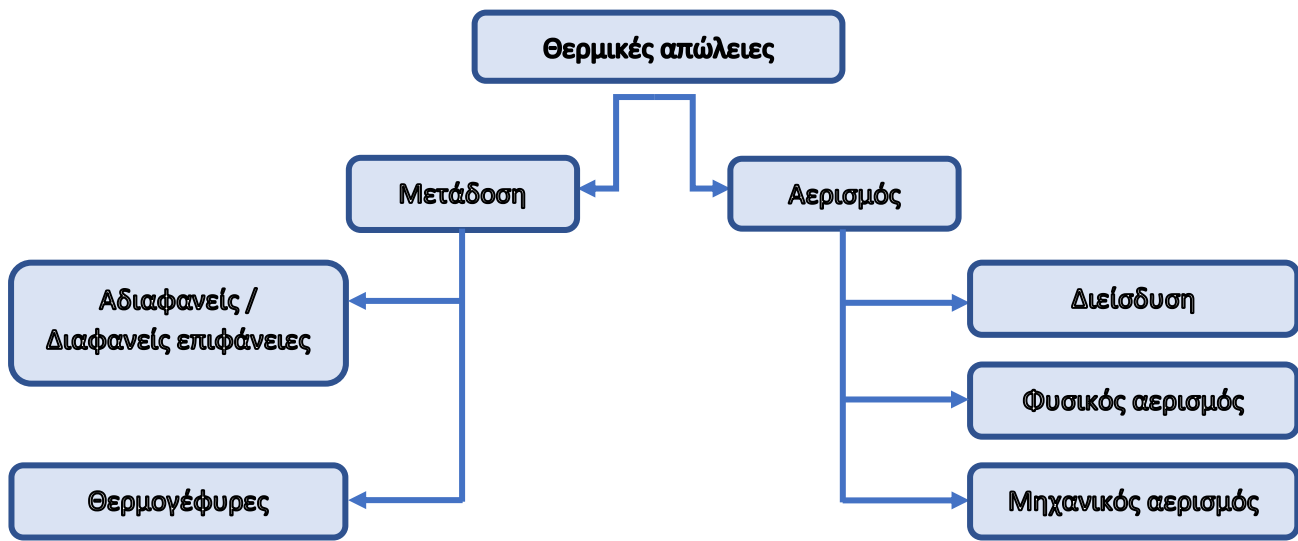 Θερμικές απώλειες
Μετάδοση
Αερισμός
Αδιαφανείς /
Διαφανείς επιφάνειες
Θερμογέφυρες
Διείσδυση
Φυσικός αερισμός
Μηχανικός αερισμός